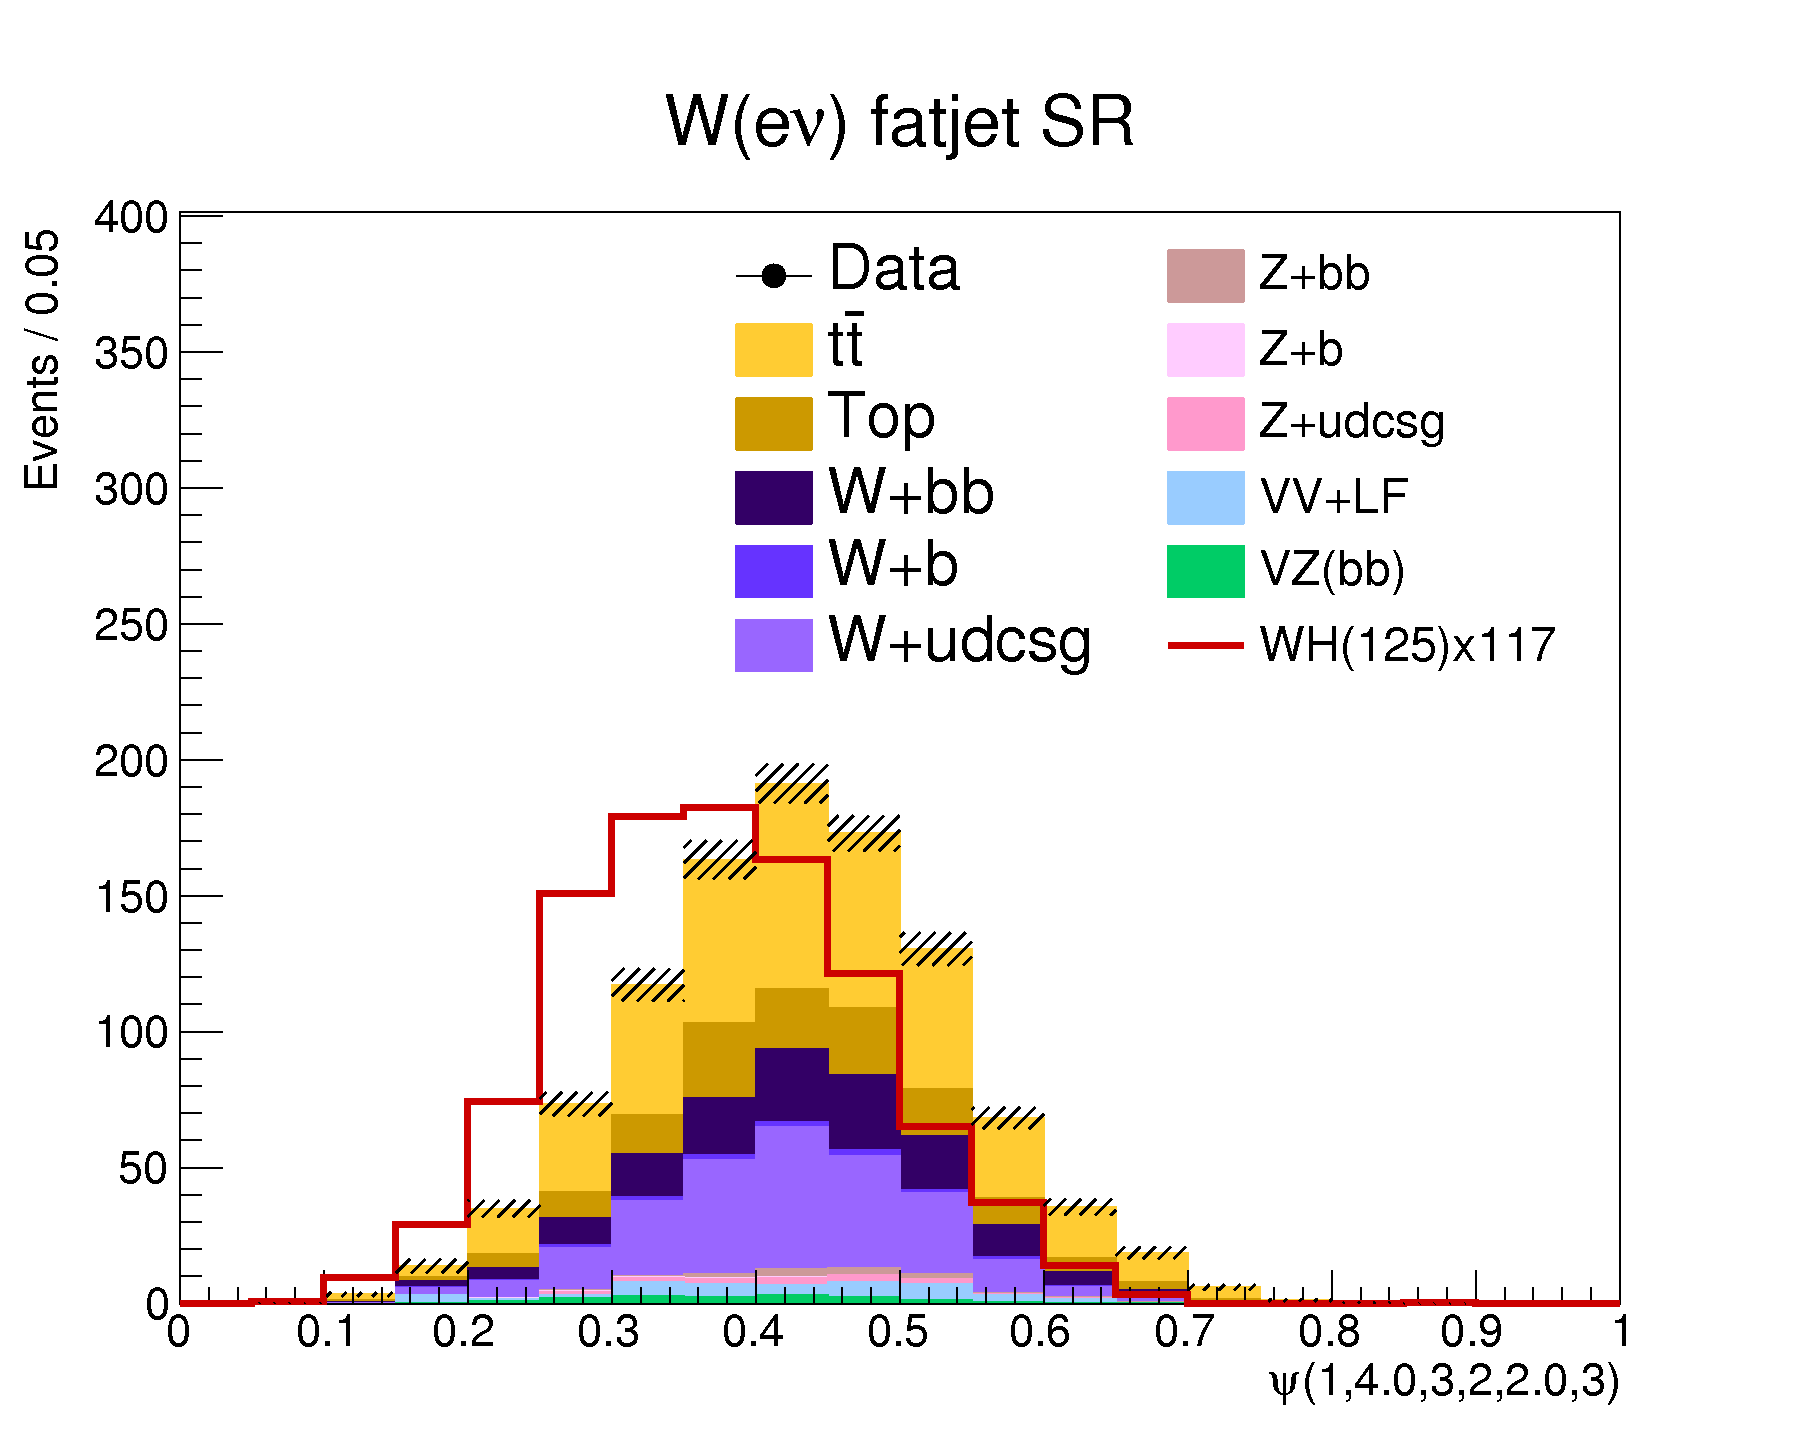 W(eν) fatjet SR
Events / 0.05
400
350
300
250
200
150
100
50
0
Data
tt̄
Top
W+bb
W+b
W+udcsg
Z+bb
Z+b
Z+udcsg
VV+LF
VZ(bb)
WH(125)x117
0 0.1 0.2 0.3 0.4 0.5 0.6 0.7 0.8 0.9 1
ψ(1,4.0,3,2,2.0,3)